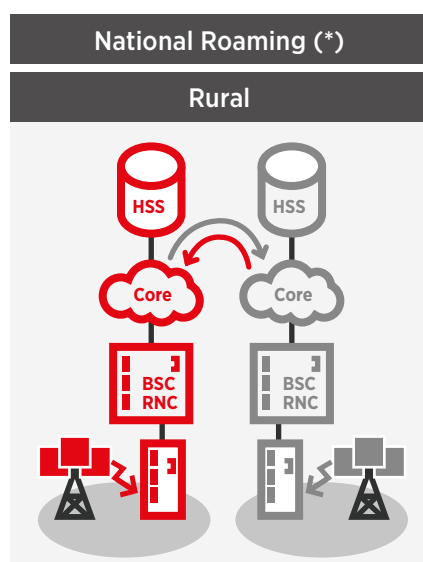 National Roaming (*)
Rural
HSS
HSS
Core
Core
BSC
RNC
BSC
RNC